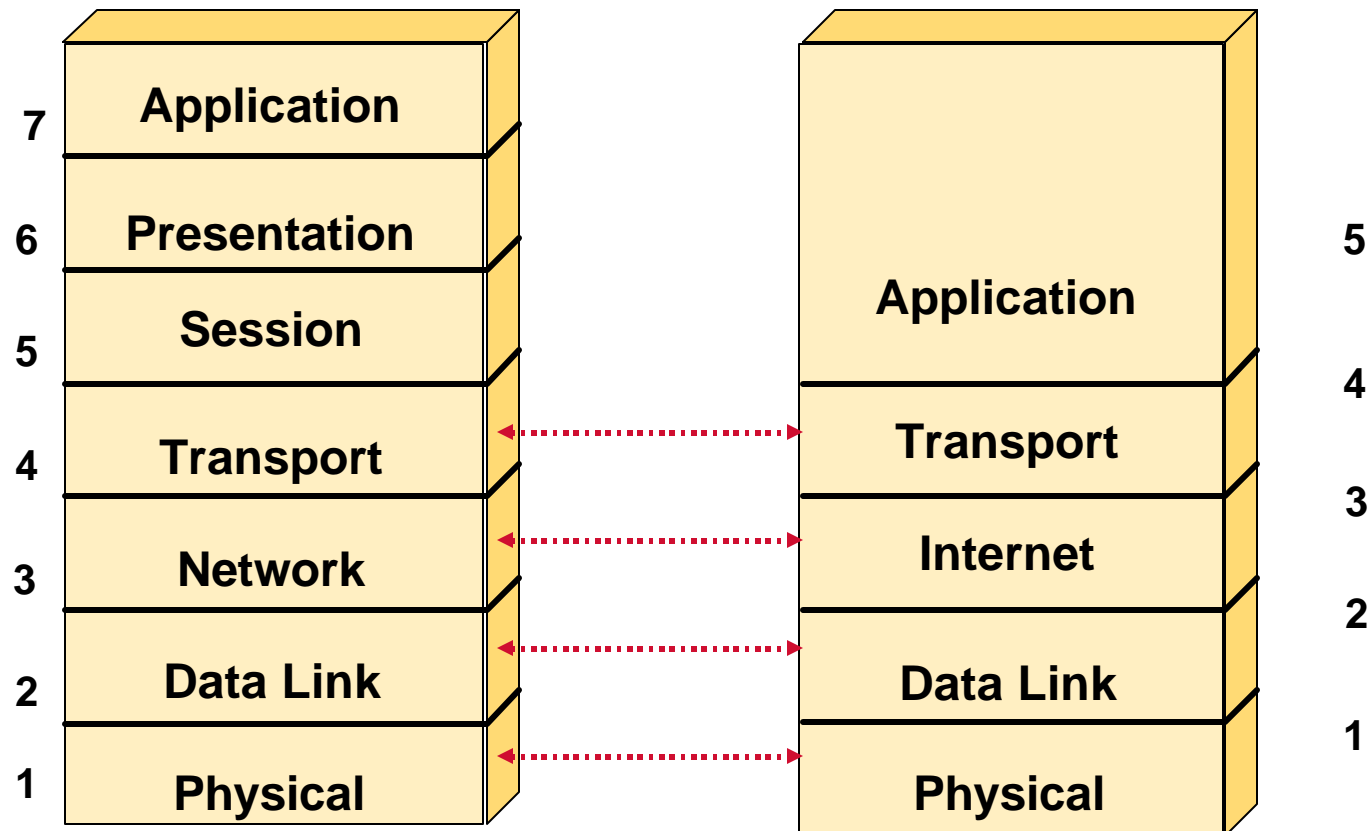 7 Application
6 Presentation
5 Session
4 Transport
3 Network
2 Data Link
1 Physical
Application 5
Transport 4
Internet 3
Data Link 2
Physical 1